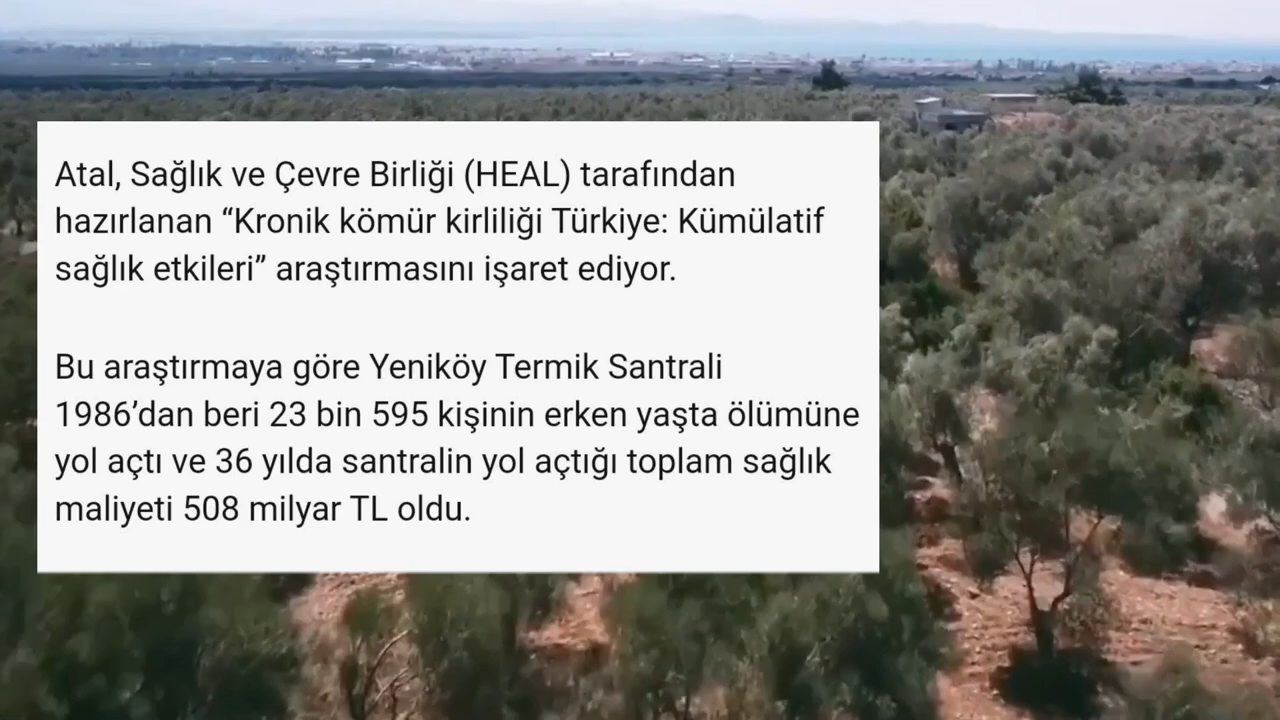 Atal, Sağlık ve Çevre Birliği (HEAL) tarafından
hazırlanan “Kronik kömür kirliliği Türkiye: Kümülatif
sağlık etkileri” araştırmasını işaret ediyor.
Bu araştırmaya göre Yeniköy Termik Santrali
1986’dan beri 23 bin 595 kişinin erken yaşta ölümüne
yol açtı ve 36 yılda santralin yol açtığı toplam sağlık
maliyeti 508 milyar TL oldu.